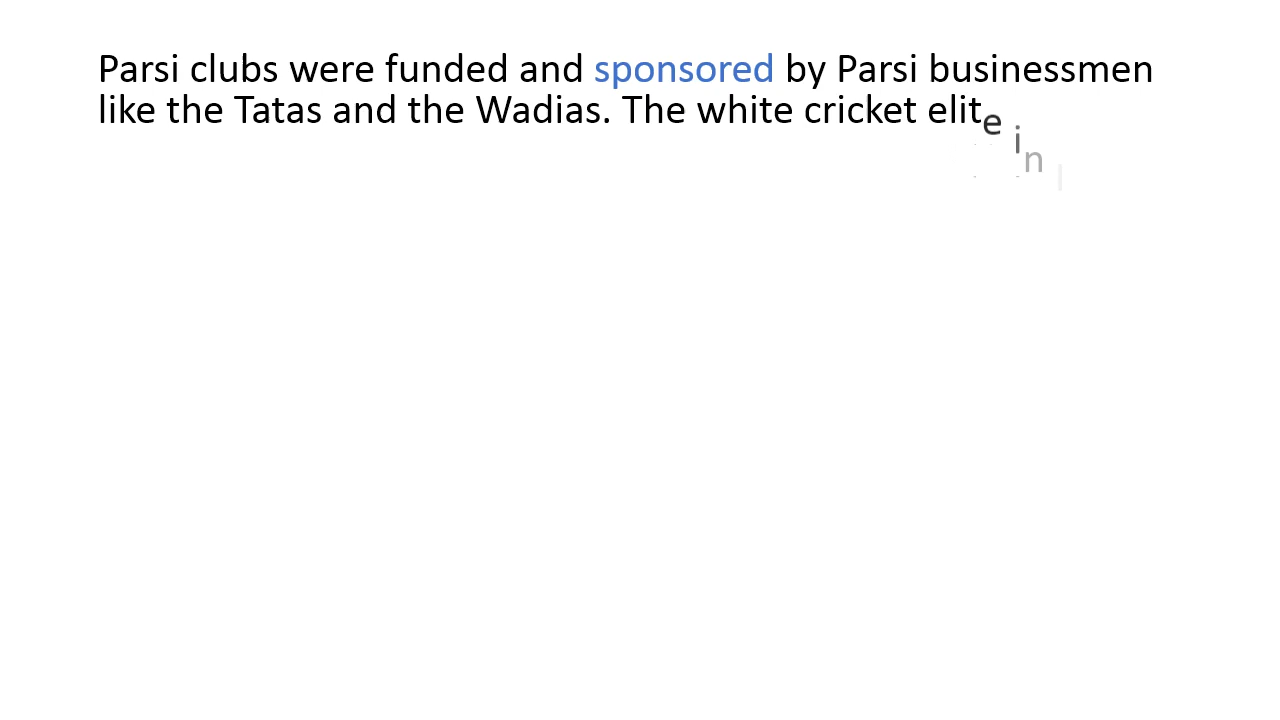 Parsi clubs were funded and sponsored by Parsi businessmen
like the Tatas and the Wadias. The white cricket elite in